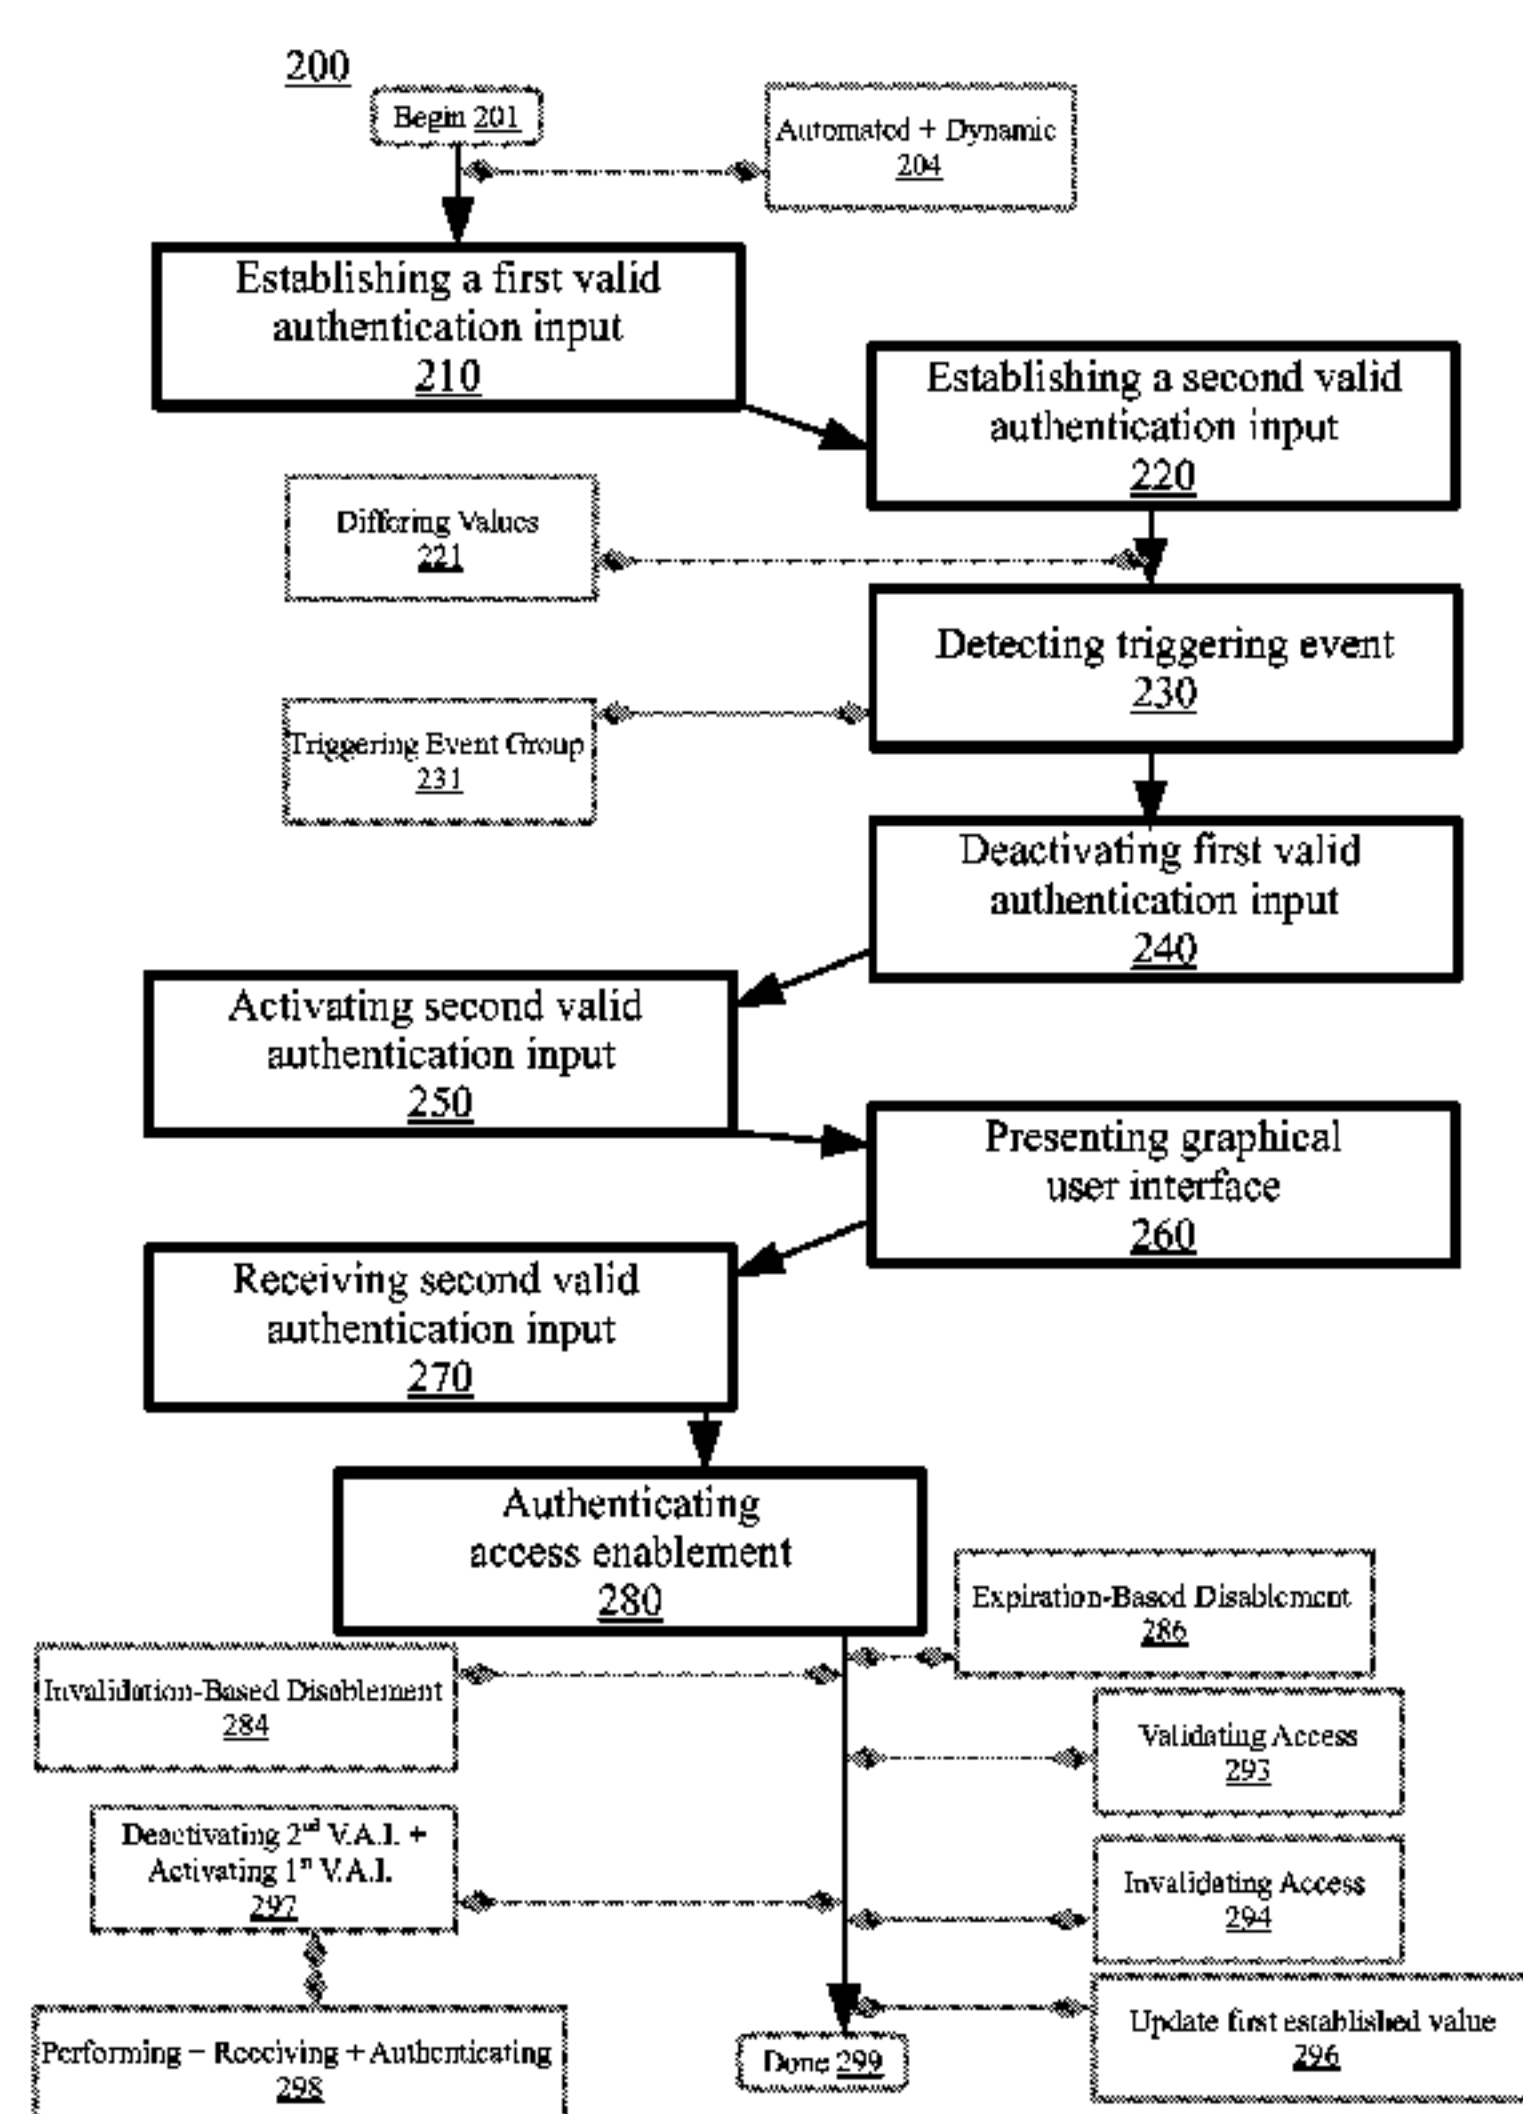 200
Begin 201
Automated + Dynamic
204
Establishing a first valid
authentication input
210
Establishing a second valid
authentication input
220
Differing Values
221
Detecting triggering event
230
Triggering Event Group
231
Deactivating first valid
authentication input
240
Activating second valid
authentication input
250
Presenting graphical
user interface
260
Receiving second valid
authentication input
270
Authenticating
access enablement
280
Expiration-Based Disablement
286
Invalidation-Based Disablement
284
Validating Access
293
Deactivating 2nd V.A.I. +
Activating 1st V.A.I.
297
Invalidating Access
294
Update first established value
296
Performing - Receiving + Authenticating
298
Done 299